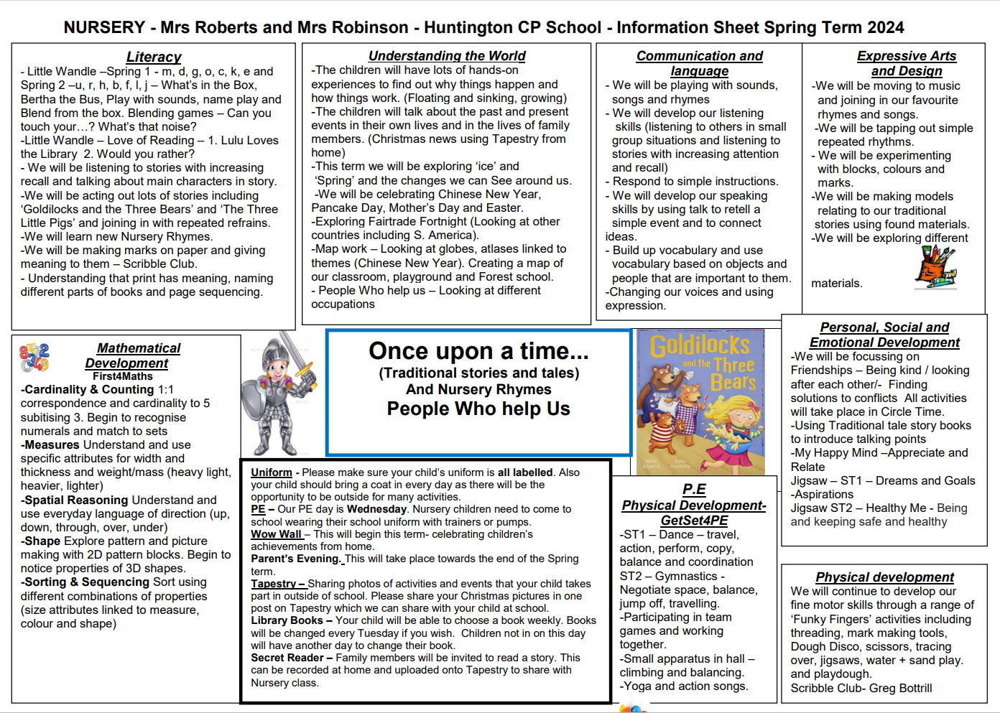 NURSERY - Mrs Roberts and Mrs Robinson - Huntington CP School - Information Sheet Spring Term 2024
Literacy
- Little Wandle –Spring 1 - m, d, g, o, c, k, e and
Spring 2 –u, r, h, b, f, l, j – What's in the Box,
Bertha the Bus, Play with sounds, name play and
Blend from the box. Blending games – Can you
touch your…? What's that noise?
-Little Wandle – Love of Reading – 1. Lulu Loves
the Library 2. Would you rather?
- We will be listening to stories with increasing
recall and talking about main characters in story.
-We will be acting out lots of stories including
‘Goldilocks and the Three Bears’ and ‘The Three
Little Pigs’ and joining in with repeated refrains.
-We will learn new Nursery Rhymes.
-We will be making marks on paper and giving
meaning to them – Scribble Club.
- Understanding that print has meaning, naming
different parts of books and page sequencing.
Understanding the World
-The children will have lots of hands-on
experiences to find out why things happen and
how things work. (Floating and sinking, growing)
-The children will talk about the past and present
events in their own lives and in the lives of family
members. (Christmas news using Tapestry from
home)
-This term we will be exploring ‘ice’ and
‘Spring’ and the changes we can See around us.
-We will be celebrating Chinese New Year,
Pancake Day, Mother’s Day and Easter.
-Exploring Fairtrade Fortnight (Looking at other
countries including S. America).
-Map work – Looking at globes, atlases linked to
themes (Chinese New Year). Creating a map of
our classroom, playground and Forest school.
- People Who help us – Looking at different
occupations
Communication and
language
- We will be playing with sounds,
songs and rhymes
- We will develop our listening
skills (listening to others in small
group situations and listening to
stories with increasing attention
and recall)
- Respond to simple instructions.
- We will develop our speaking
skills by using talk to retell a
simple event and to connect
ideas.
- Build up vocabulary and use
vocabulary based on objects and
people that are important to them.
-Changing our voices and using
expression.
Expressive Arts
and Design
-We will be moving to music
and joining in our favourite
rhymes and songs.
-We will be tapping out simple
repeated rhythms.
- We will be experimenting
with blocks, colours and
marks.
-We will be making models
relating to our traditional
stories using found materials.
-We will be exploring different
materials.
Mathematical
Development
First4Maths
-Cardinality & Counting 1:1
correspondence and cardinality to 5
subitising 3. Begin to recognise
numerals and match to sets
-Measures Understand and use
specific attributes for width and
thickness and weight/mass (heavy light,
heavier, lighter)
-Spatial Reasoning Understand and
use everyday language of direction (up,
down, through, over, under)
-Shape Explore pattern and picture
making with 2D pattern blocks. Begin to
notice properties of 3D shapes.
-Sorting & Sequencing Sort using
different combinations of properties
(size attributes linked to measure,
colour and shape)
Once upon a time...
(Traditional stories and tales)
And Nursery Rhymes
People Who help Us
Goldilocks
and the Three
Bears
Uniform - Please make sure your child’s uniform is all labelled. Also
your child should bring a coat in every day as there will be the
opportunity to be outside for many activities.
PE – Our PE day is Wednesday. Nursery children need to come to
school wearing their school uniform with trainers or pumps.
Wow Wall – This will begin this term- celebrating children’s
achievements from home.
Parent’s Evening. This will take place towards the end of the Spring
term.
Tapestry – Sharing photos of activities and events that your child takes
part in outside of school. Please share your Christmas pictures in one
post on Tapestry which we can share with your child at school.
Library Books – Your child will be able to choose a book weekly. Books
will be changed every Tuesday if you wish. Children not in on this day
will have another day to change their book.
Secret Reader – Family members will be invited to read a story. This
can be recorded at home and uploaded onto Tapestry to share with
Nursery class.
P.E
Physical Development-
GetSet4PE
-ST1 – Dance – travel,
action, perform, copy,
balance and coordination
ST2 – Gymnastics -
Negotiate space, balance,
jump off, travelling.
-Participating in team
games and working
together.
-Small apparatus in hall –
climbing and balancing.
-Yoga and action songs.
Personal, Social and
Emotional Development
-We will be focussing on
Friendships – Being kind / looking
after each other/- Finding
solutions to conflicts All activities
will take place in Circle Time.
-Using Traditional tale story books
to introduce talking points
-My Happy Mind –Appreciate and
Relate
Jigsaw – ST1 – Dreams and Goals
-Aspirations
Jigsaw ST2 – Healthy Me - Being
and keeping safe and healthy
Physical development
We will continue to develop our
fine motor skills through a range of
‘Funky Fingers’ activities including
threading, mark making tools,
Dough Disco, scissors, tracing
over, jigsaws, water + sand play.
and playdough.
Scribble Club- Greg Bottrill